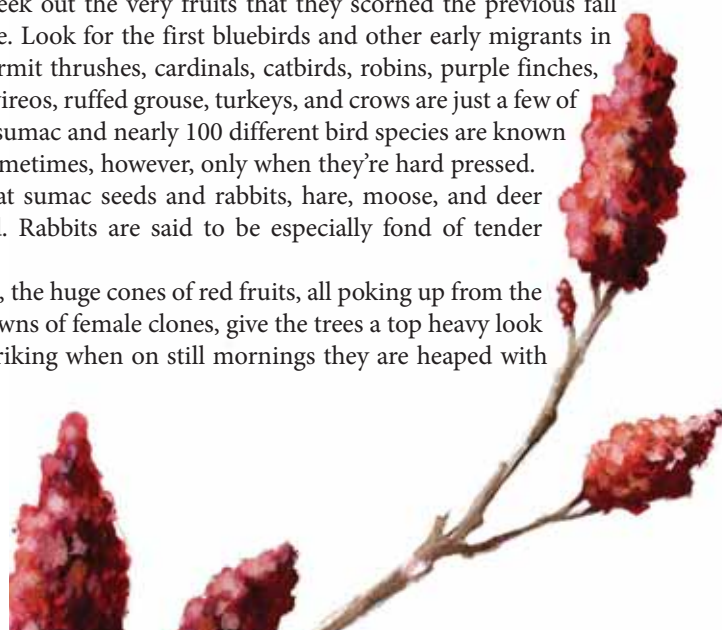 eek out the very fruits that they scorned the previous fall
e. Look for the first bluebirds and other early migrants in
rmit thrushes, cardinals, catbirds, robins, purple finches,
vireos, ruffed grouse, turkeys, and crows are just a few of
sumac and nearly 100 different bird species are known
metimes, however, only when they’re hard pressed.
at sumac seeds and rabbits, hare, moose, and deer
. Rabbits are said to be especially fond of tender
, the huge cones of red fruits, all poking up from the
wns of female clones, give the trees a top heavy look
riking when on still mornings they are heaped with